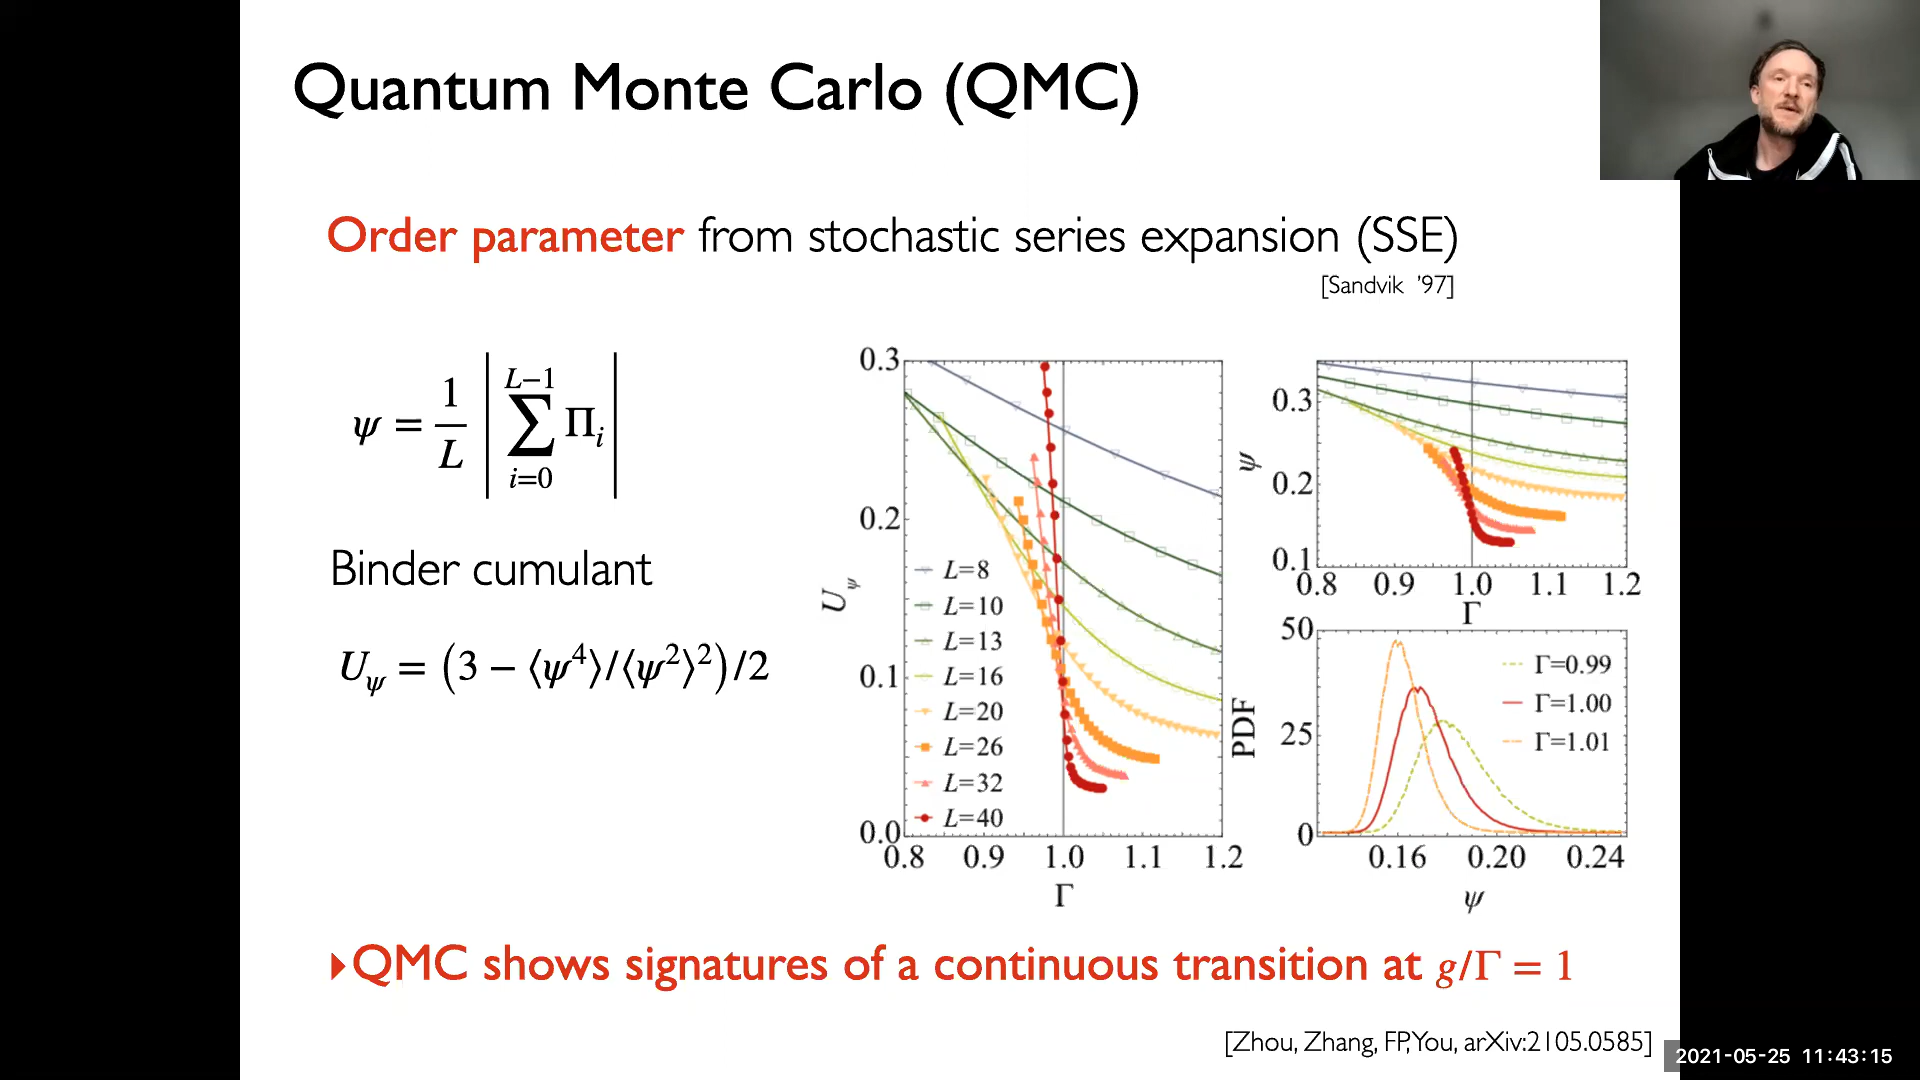 Quantum Monte Carlo (QMC)
Order parameter from stochastic series expansion (SSE)
[Sandvik '97]
ψ = 1/L |∑_{i=0}^{L−1} Π_i|
Binder cumulant
U_ψ = (3 − ⟨ψ⁴⟩/⟨ψ²⟩²)/2
0.3
0.2
0.1
0.0
U_ψ
L=8
L=10
L=13
L=16
L=20
L=26
L=32
L=40
0.8 0.9 1.0 1.1 1.2
Γ
0.3
0.2
0.1
ψ
0.8 0.9 1.0 1.1 1.2
Γ
50
25
0
PDF
Γ=0.99
Γ=1.00
Γ=1.01
0.16 0.20 0.24
ψ
▸QMC shows signatures of a continuous transition at g/Γ = 1
[Zhou, Zhang, FP,You, arXiv:2105.0585]
2021-05-25 11:43:15